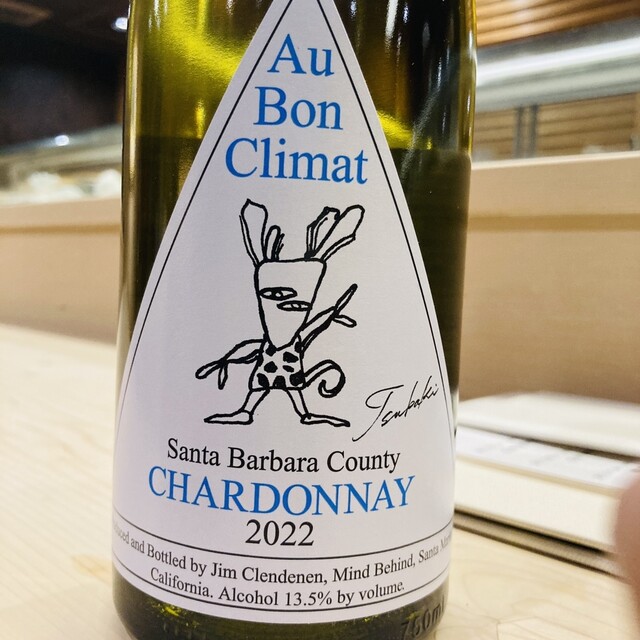 Au
Bon
Climat
Tsubaki
Santa Barbara County
CHARDONNAY
2022
and Bottled by Jim Clendenen, Mind Behind, Santa
California. Alcohol 13.5% by volume.
750ml